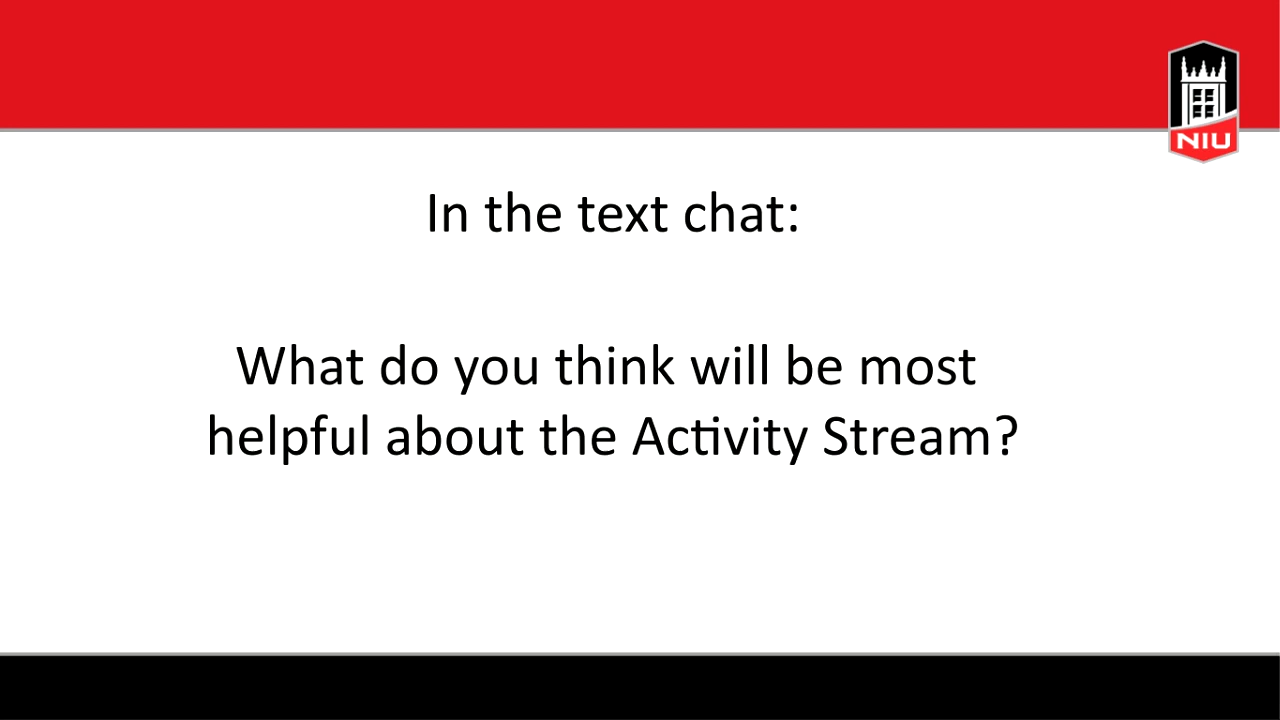 NIU
In the text chat:
What do you think will be most
helpful about the Activity Stream?